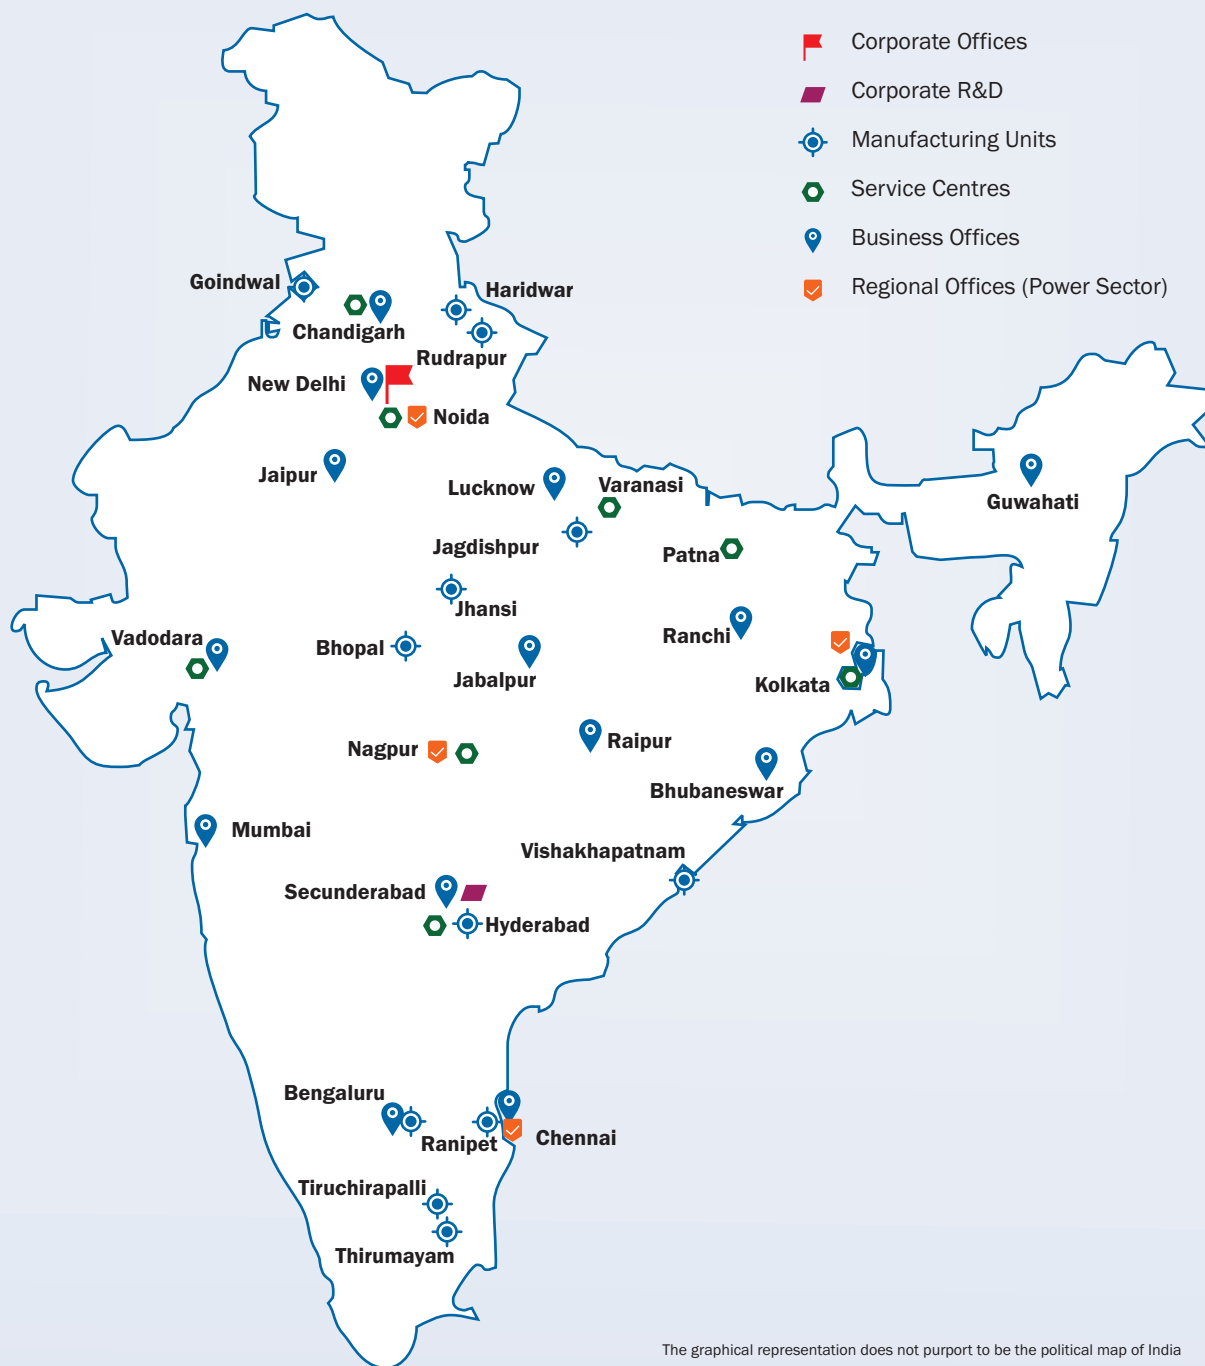 Corporate Offices
Corporate R&D
Manufacturing Units
Service Centres
Business Offices
Regional Offices (Power Sector)
Goindwal
Haridwar
Chandigarh
Rudrapur
New Delhi
Noida
Jaipur
Lucknow
Varanasi
Guwahati
Jagdishpur
Patna
Jhansi
Vadodara
Bhopal
Ranchi
Jabalpur
Kolkata
Nagpur
Raipur
Bhubaneswar
Mumbai
Vishakhapatnam
Secunderabad
Hyderabad
Bengaluru
Ranipet
Chennai
Tiruchirapalli
Thirumayam
The graphical representation does not purport to be the political map of India